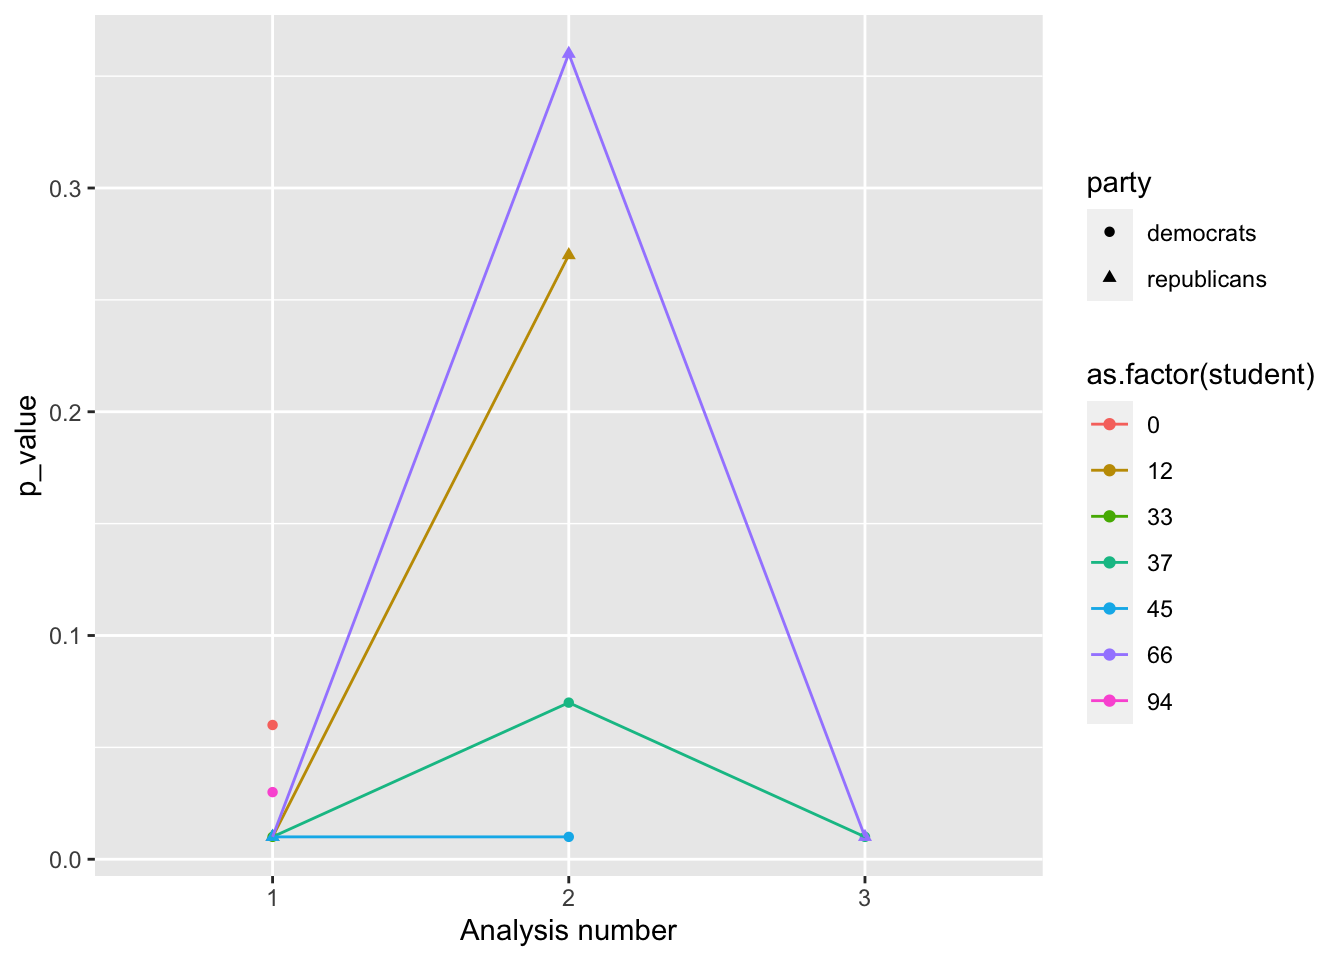 p_value
0.3
0.2
0.1
0.0
1 2 3
Analysis number
party
democrats
republicans
as.factor(student)
0
12
33
37
45
66
94